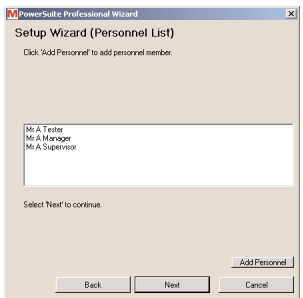 PowerSuite Professional Wizard
Setup Wizard (Personnel List)
Click 'Add Personnel' to add personnel member.
Mr A Tester
Mr A Manager
Mr A Supervisor
Select 'Next' to continue.
Add Personnel
Back Next Cancel